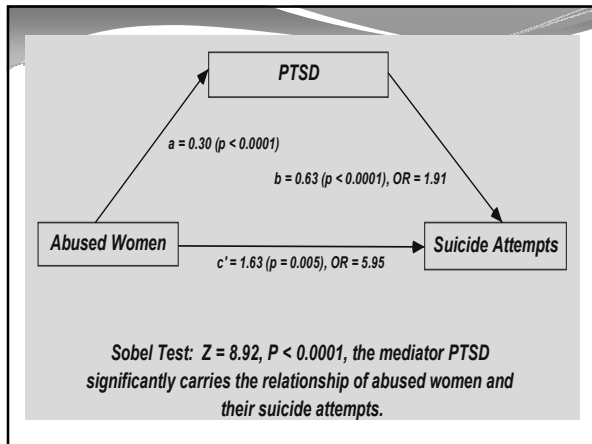 PTSD
a = 0.30 (p < 0.0001)
b = 0.63 (p < 0.0001), OR = 1.91
Abused Women
Suicide Attempts
c' = 1.63 (p = 0.005), OR = 5.95
Sobel Test: Z = 8.92, P < 0.0001, the mediator PTSD
significantly carries the relationship of abused women and
their suicide attempts.